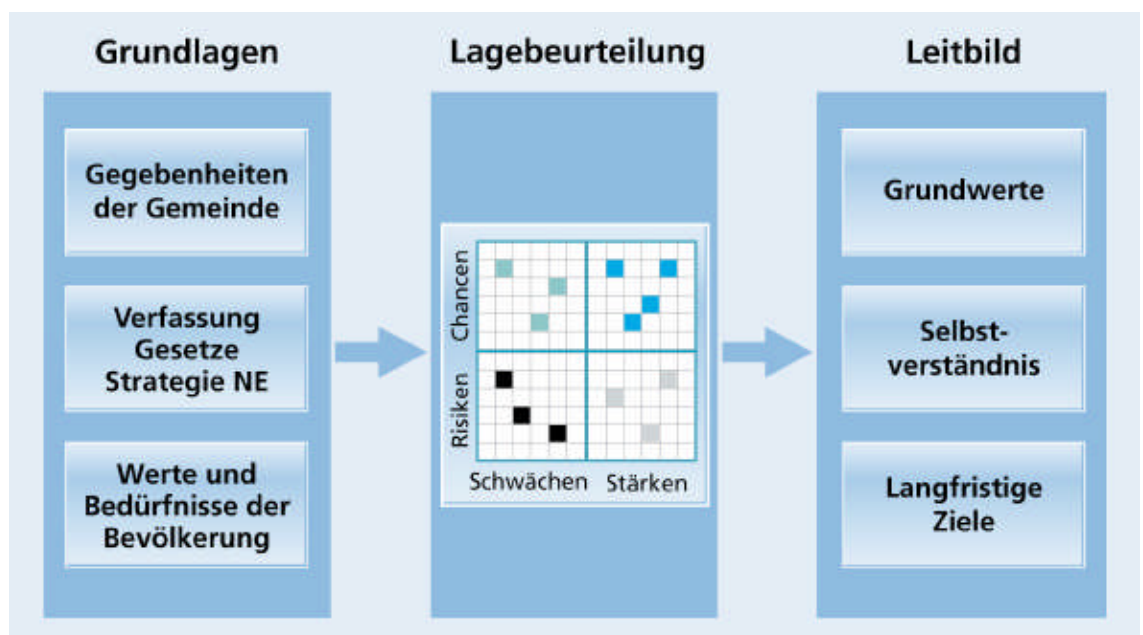 Grundlagen
Gegebenheiten
der Gemeinde
Verfassung
Gesetze
Strategie NE
Werte und
Bedürfnisse der
Bevölkerung
Lagebeurteilung
Chancen
Risiken
Schwächen Stärken
Leitbild
Grundwerte
Selbst-
verständnis
Langfristige
Ziele